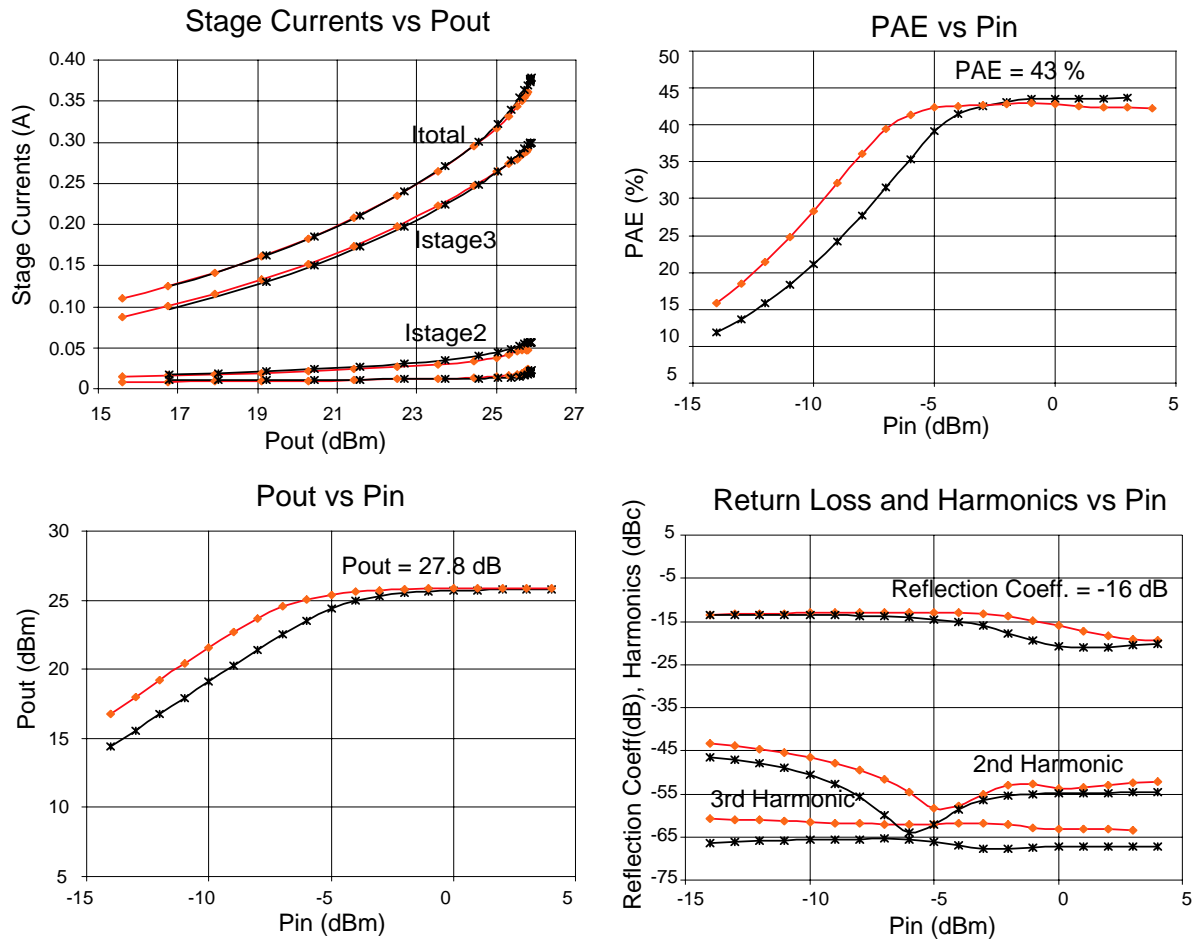 Stage Currents vs Pout
0.40
0.35
0.30
0.25
0.20
0.15
0.10
0.05
0
Stage Currents (A)
Itotal
Istage3
Istage2
15 17 19 21 23 25 27
Pout (dBm)
PAE vs Pin
50
45
40
35
30
25
20
15
10
5
PAE (%)
PAE = 43 %
-15 -10 -5 0 5
Pin (dBm)
Pout vs Pin
30
25
20
15
10
5
Pout (dBm)
Pout = 27.8 dB
-15 -10 -5 0 5
Pin (dBm)
Return Loss and Harmonics vs Pin
5
-5
-15
-25
-35
-45
-55
-65
-75
Reflection Coeff(dB), Harmonics (dBc)
Reflection Coeff. = -16 dB
2nd Harmonic
3rd Harmonic
-15 -10 -5 0 5
Pin (dBm)